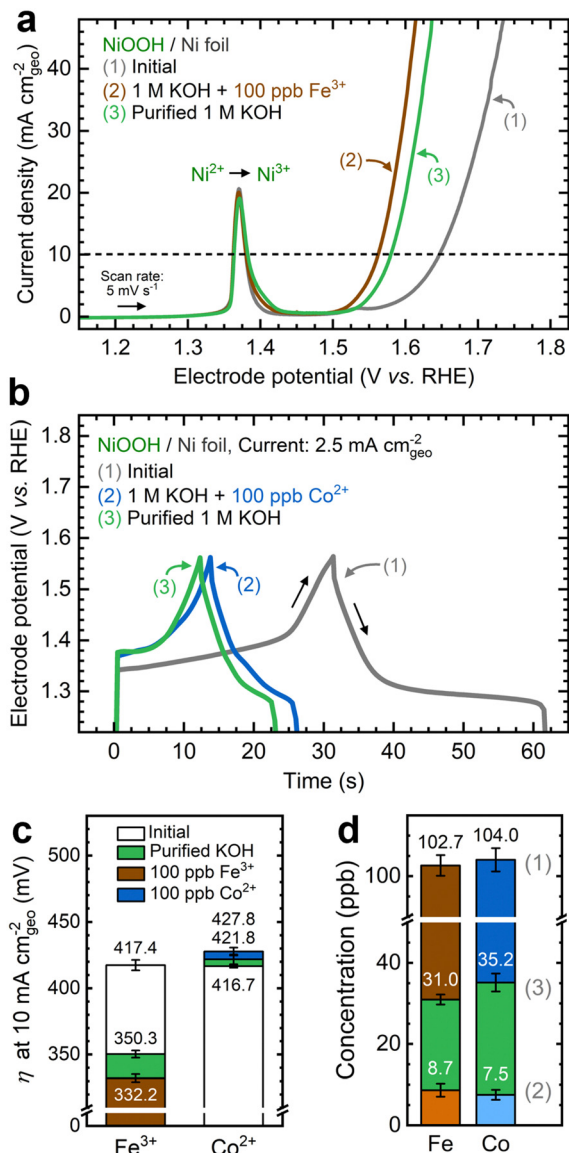 a
NiOOH / Ni foil
(1) Initial
(2) 1 M KOH + 100 ppb Fe³⁺
(3) Purified 1 M KOH
Ni²⁺ → Ni³⁺
(1)
(2)
(3)
Scan rate:
5 mV s⁻¹
Current density (mA cm⁻²geo)
40
30
20
10
0
1.2 1.3 1.4 1.5 1.6 1.7 1.8
Electrode potential (V vs. RHE)
b
NiOOH / Ni foil, Current: 2.5 mA cm⁻²geo
(1) Initial
(2) 1 M KOH + 100 ppb Co²⁺
(3) Purified 1 M KOH
(3) (2) (1)
Electrode potential (V vs. RHE)
1.8
1.7
1.6
1.5
1.4
1.3
0 10 20 30 40 50 60
Time (s)
c
Initial
Purified KOH
100 ppb Fe³⁺
100 ppb Co²⁺
η at 10 mA cm⁻²geo (mV)
500
450
400
350
300
417.4
350.3
332.2
427.8
421.8
416.7
Fe³⁺ Co²⁺
d
Concentration (ppb)
100
40
20
0
102.7 104.0 (1)
31.0 35.2 (3)
8.7 7.5 (2)
Fe Co